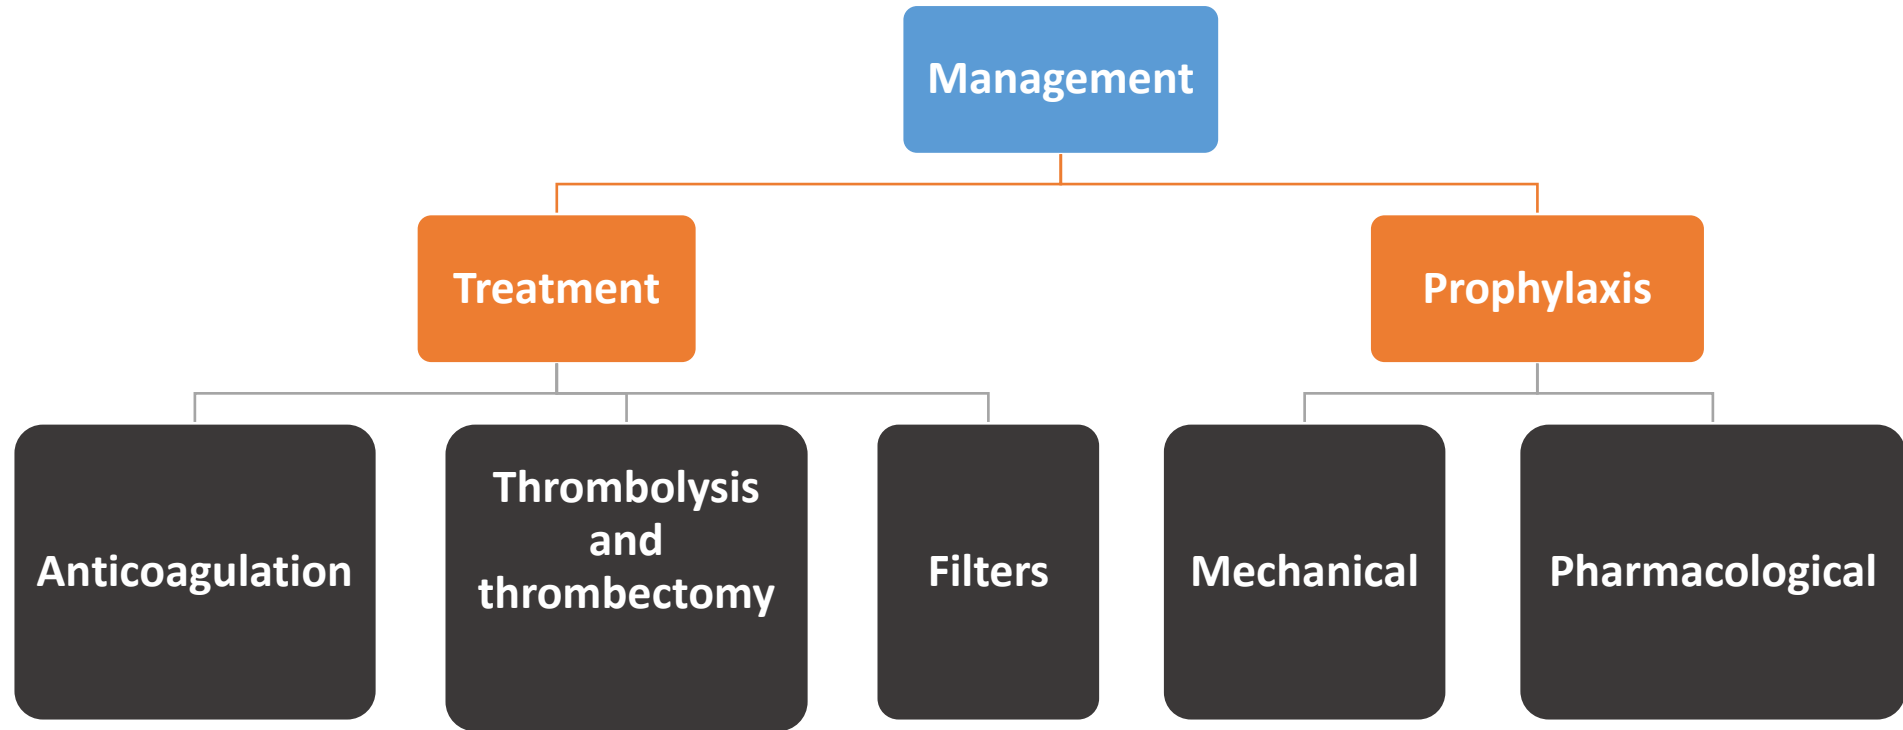 Management
Treatment
Prophylaxis
Anticoagulation
Thrombolysis
and
thrombectomy
Filters
Mechanical
Pharmacological